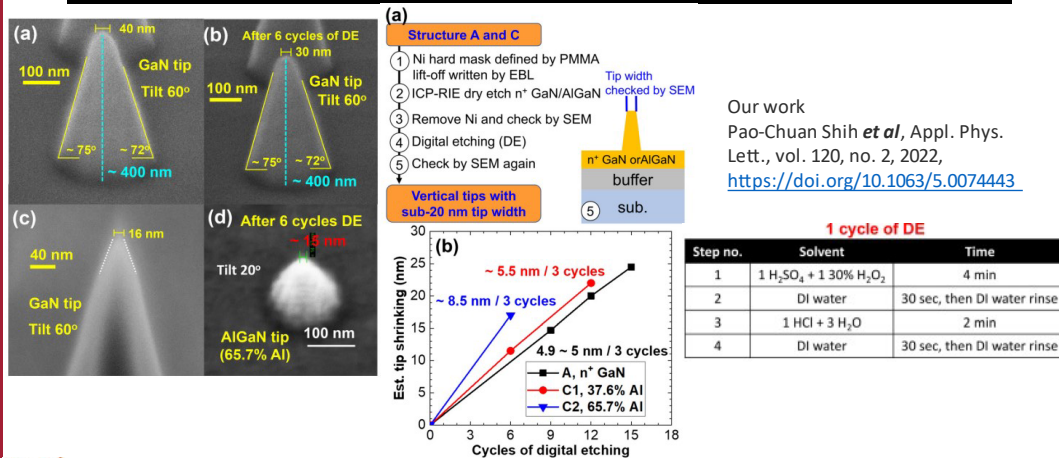 (a)
40 nm
100 nm
GaN tip
Tilt 60°
~ 75°
~ 72°
~ 400 nm
(b)
After 6 cycles of DE
30 nm
100 nm
GaN tip
Tilt 60°
~ 75°
~ 72°
~ 400 nm
(c)
16 nm
40 nm
GaN tip
Tilt 60°
(d)
After 6 cycles DE
~ 15 nm
Tilt 20°
AlGaN tip
(65.7% Al)
100 nm
(a)
Structure A and C
1 Ni hard mask defined by PMMA
lift-off written by EBL
2 ICP-RIE dry etch n⁺ GaN/AlGaN
3 Remove Ni and check by SEM
4 Digital etching (DE)
5 Check by SEM again
Vertical tips with
sub-20 nm tip width
Tip width
checked by SEM
n⁺ GaN orAlGaN
buffer
5 sub.
(b)
Est. tip shrinking (nm)
30
25
20
15
10
5
0
~ 5.5 nm / 3 cycles
~ 8.5 nm / 3 cycles
4.9 ~ 5 nm / 3 cycles
A, n⁺ GaN
C1, 37.6% Al
C2, 65.7% Al
0 3 6 9 12 15 18
Cycles of digital etching
Our work
Pao-Chuan Shih et al, Appl. Phys.
Lett., vol. 120, no. 2, 2022,
https://doi.org/10.1063/5.0074443
1 cycle of DE
Step no. Solvent Time
1 1 H₂SO₄ + 1 30% H₂O₂ 4 min
2 DI water 30 sec, then DI water rinse
3 1 HCl + 3 H₂O 2 min
4 DI water 30 sec, then DI water rinse